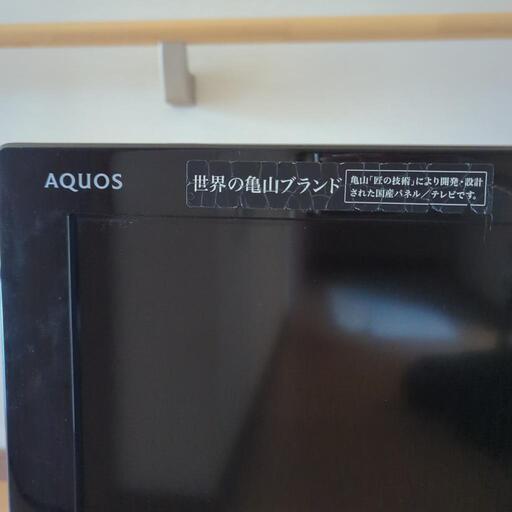 AQUOS
世界の亀山ブランド
亀山「匠の技術」により開発・設計
された国産パネル／テレビです。